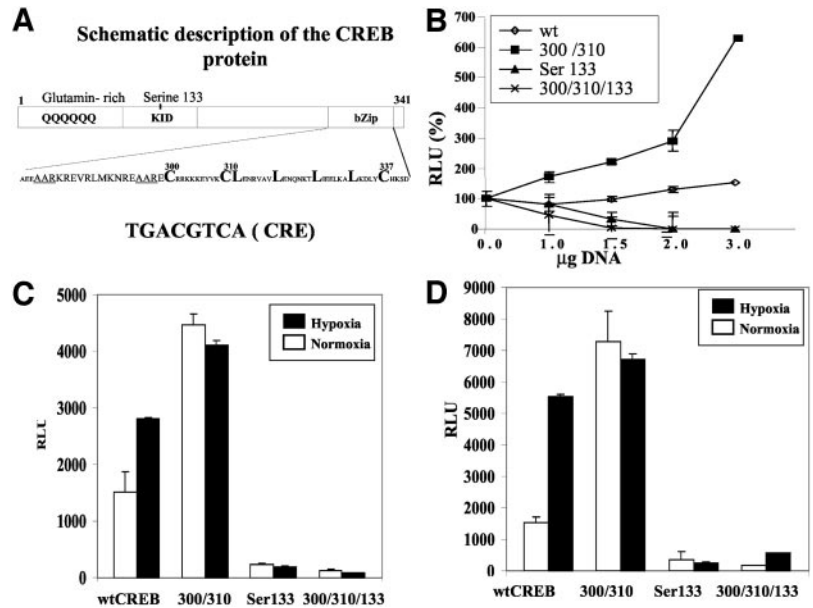 A
Schematic description of the CREB
protein
1 Glutamin- rich Serine 133 341
QQQQQQ KID bZip
300 310 337
TGACGTCA ( CRE)
B
wt
300 /310
Ser 133
300/310/133
700
600
500
400
300
200
100
0
RLU (%)
0.0 1.0 1.5 2.0 3.0
µg DNA
C
5000
4000
3000
2000
1000
0
RLU
Hypoxia
Normoxia
wtCREB 300/310 Ser133 300/310/133
D
9000
8000
7000
6000
5000
4000
3000
2000
1000
0
RLU
Hypoxia
Normoxia
wtCREB 300/310 Ser133 300/310/133